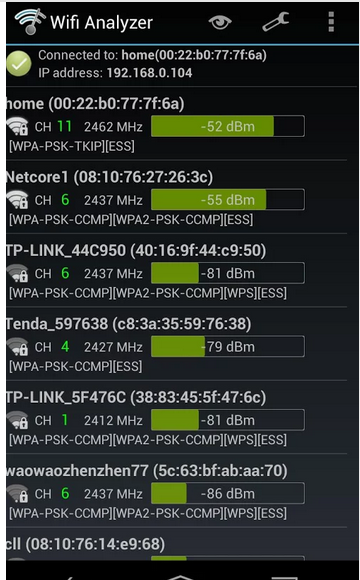 Wifi Analyzer
Connected to: home(00:22:b0:77:7f:6a)
IP address: 192.168.0.104
home (00:22:b0:77:7f:6a)
CH 11 2462 MHz -52 dBm
[WPA-PSK-TKIP][ESS]
Netcore1 (08:10:76:27:26:3c)
CH 6 2437 MHz -55 dBm
[WPA-PSK-CCMP][WPA2-PSK-CCMP][ESS]
TP-LINK_44C950 (40:16:9f:44:c9:50)
CH 6 2437 MHz -81 dBm
[WPA-PSK-CCMP][WPA2-PSK-CCMP][WPS][ESS]
Tenda_597638 (c8:3a:35:59:76:38)
CH 4 2427 MHz -79 dBm
[WPA-PSK-CCMP][ESS]
TP-LINK_5F476C (38:83:45:5f:47:6c)
CH 1 2412 MHz -81 dBm
[WPA-PSK-CCMP][WPA2-PSK-CCMP][WPS][ESS]
waowaozhenzhen77 (5c:63:bf:ab:aa:70)
CH 6 2437 MHz -86 dBm
[WPA-PSK-CCMP][WPA2-PSK-CCMP][WPS][ESS]
cll (08:10:76:14:e9:68)